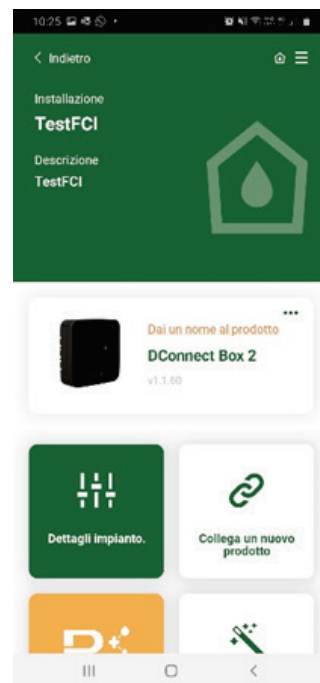 10:25
Indietro
Installazione
TestFCI
Descrizione
TestFCI
Dai un nome al prodotto
DConnect Box 2
v1.1.60
Dettagli impianto.
Collega un nuovo
prodotto